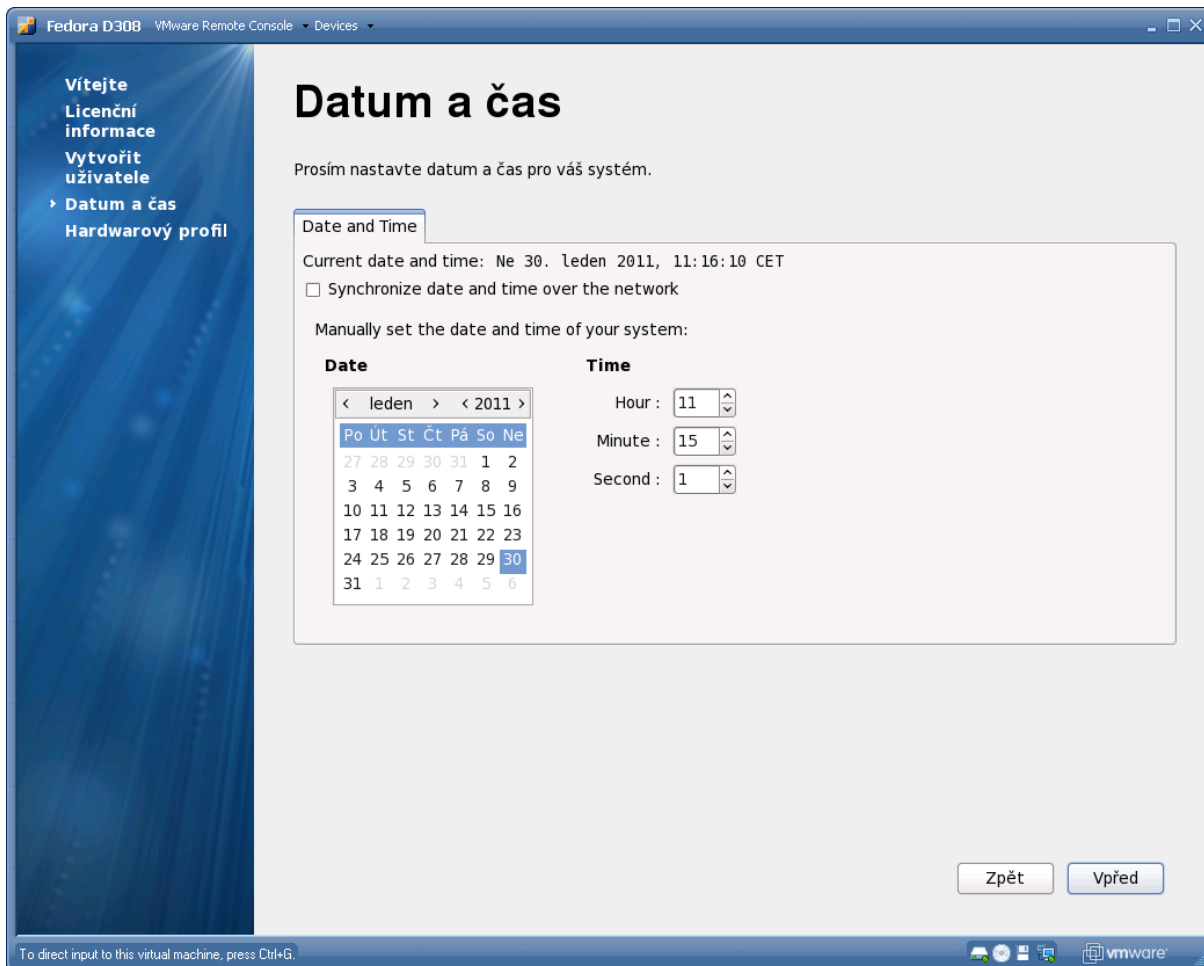 Fedora D308 VMware Remote Console Devices
Vítejte
Licenční
informace
Vytvořit
uživatele
Datum a čas
Hardwarový profil
Datum a čas
Prosím nastavte datum a čas pro váš systém.
Date and Time
Current date and time: Ne 30. leden 2011, 11:16:10 CET
Synchronize date and time over the network
Manually set the date and time of your system:
Date
< leden > < 2011 >
Po Út St Čt Pá So Ne
27 28 29 30 31 1 2
3 4 5 6 7 8 9
10 11 12 13 14 15 16
17 18 19 20 21 22 23
24 25 26 27 28 29 30
31 1 2 3 4 5 6
Time
Hour : 11
Minute : 15
Second : 1
Zpět
Vpřed
To direct input to this virtual machine, press Ctrl+G.
vmware